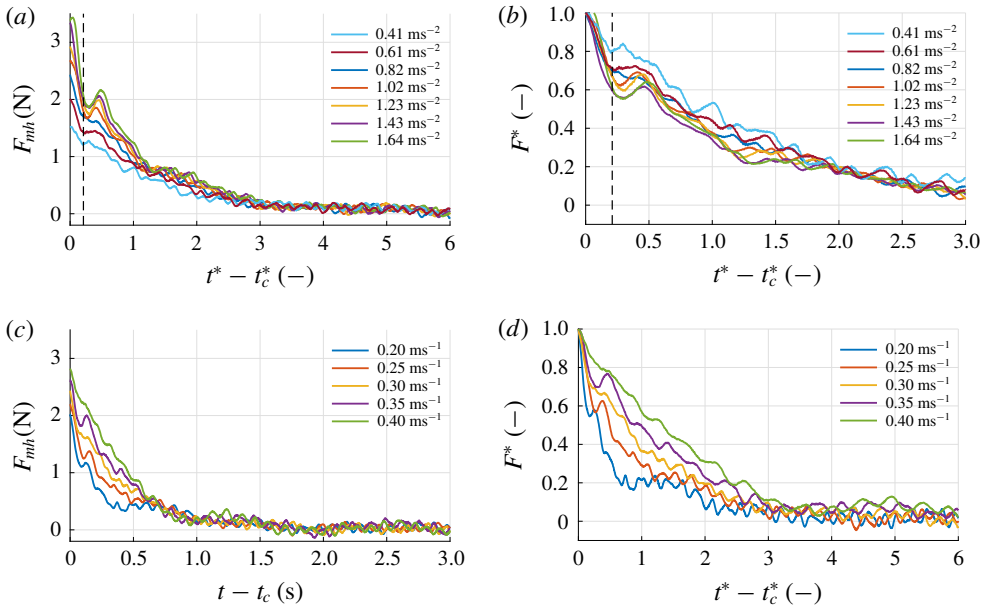 (a)
F_mh (N)
3
2
1
0
0 1 2 3 4 5 6
t* − t_c* (−)
0.41 ms⁻²
0.61 ms⁻²
0.82 ms⁻²
1.02 ms⁻²
1.23 ms⁻²
1.43 ms⁻²
1.64 ms⁻²
(b)
F* (−)
1.0
0.8
0.6
0.4
0.2
0
0 0.5 1.0 1.5 2.0 2.5 3.0
t* − t_c* (−)
0.41 ms⁻²
0.61 ms⁻²
0.82 ms⁻²
1.02 ms⁻²
1.23 ms⁻²
1.43 ms⁻²
1.64 ms⁻²
(c)
F_mh (N)
3
2
1
0
0 0.5 1.0 1.5 2.0 2.5 3.0
t − t_c (s)
0.20 ms⁻¹
0.25 ms⁻¹
0.30 ms⁻¹
0.35 ms⁻¹
0.40 ms⁻¹
(d)
F* (−)
1.0
0.8
0.6
0.4
0.2
0
0 1 2 3 4 5 6
t* − t_c* (−)
0.20 ms⁻¹
0.25 ms⁻¹
0.30 ms⁻¹
0.35 ms⁻¹
0.40 ms⁻¹